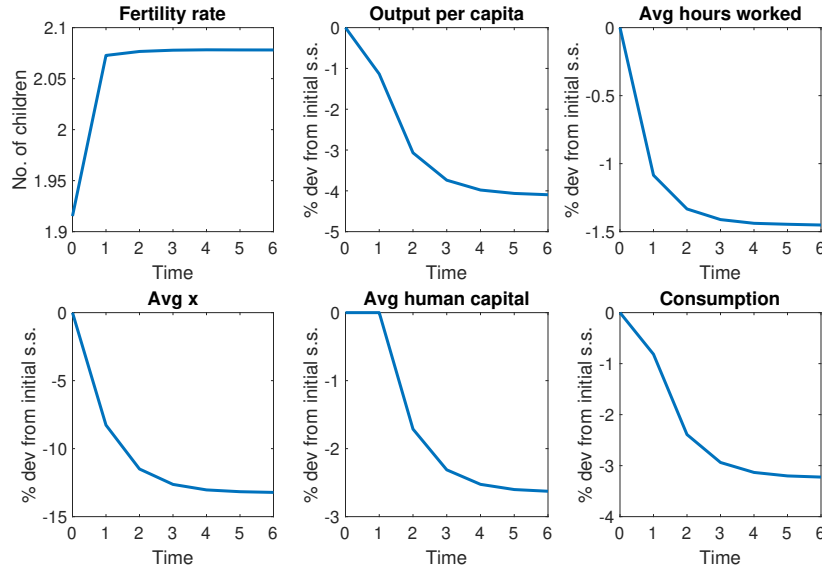 Fertility rate
No. of children
2.1
2.05
2
1.95
1.9
0 1 2 3 4 5 6
Time
Output per capita
% dev from initial s.s.
0
-1
-2
-3
-4
-5
0 1 2 3 4 5 6
Time
Avg hours worked
% dev from initial s.s.
0
-0.5
-1
-1.5
0 1 2 3 4 5 6
Time
Avg x
% dev from initial s.s.
0
-5
-10
-15
0 1 2 3 4 5 6
Time
Avg human capital
% dev from initial s.s.
0
-1
-2
-3
0 1 2 3 4 5 6
Time
Consumption
% dev from initial s.s.
0
-1
-2
-3
-4
0 1 2 3 4 5 6
Time